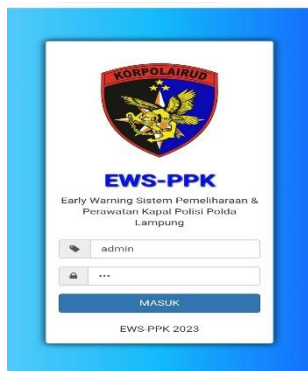 KORPOLAIRUD
EWS-PPK
Early Warning Sistem Pemeliharaan &
Perawatan Kapal Polisi Polda
Lampung
admin
•••
MASUK
EWS-PPK 2023